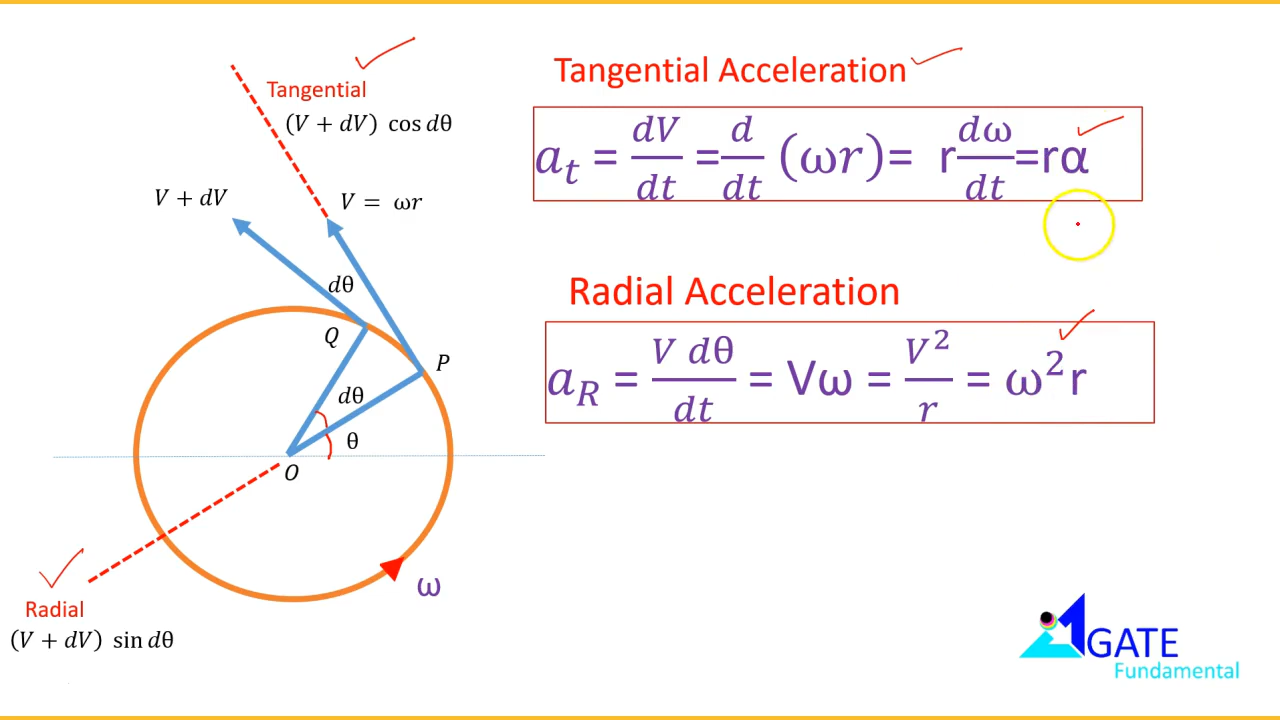 Tangential
(V + dV) cos dθ
V + dV
V = ωr
dθ
Q
P
dθ
θ
O
ω
Radial
(V + dV) sin dθ
Tangential Acceleration
a_t = dV/dt = d/dt (ωr) = r dω/dt = rα
Radial Acceleration
a_R = V dθ/dt = Vω = V²/r = ω²r
GATE
Fundamental